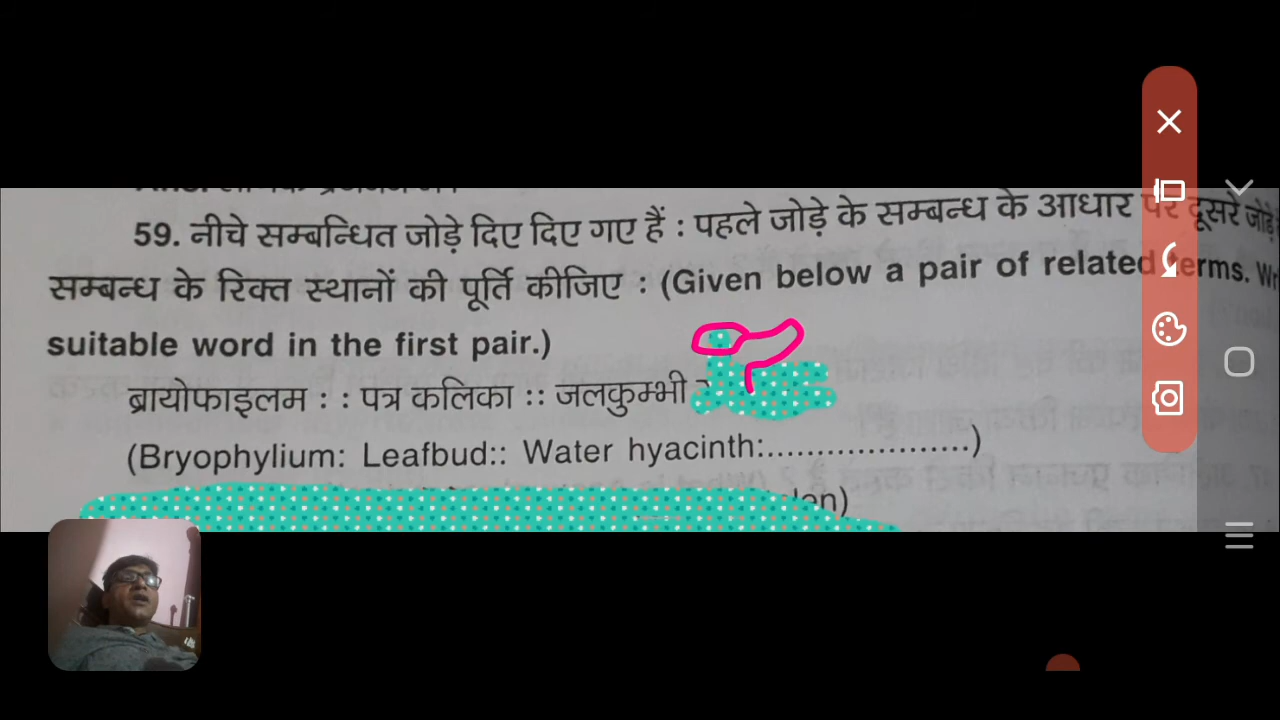 59. नीचे सम्बन्धित जोड़े दिए दिए गए हैं : पहले जोड़े के सम्बन्ध के आधार पर दूसरे जोड़े
सम्बन्ध के रिक्त स्थानों की पूर्ति कीजिए : (Given below a pair of related terms.
suitable word in the first pair.)
ब्रायोफाइलम : : पत्र कलिका :: जलकुम्भी
(Bryophylium: Leafbud:: Water hyacinth:....................)